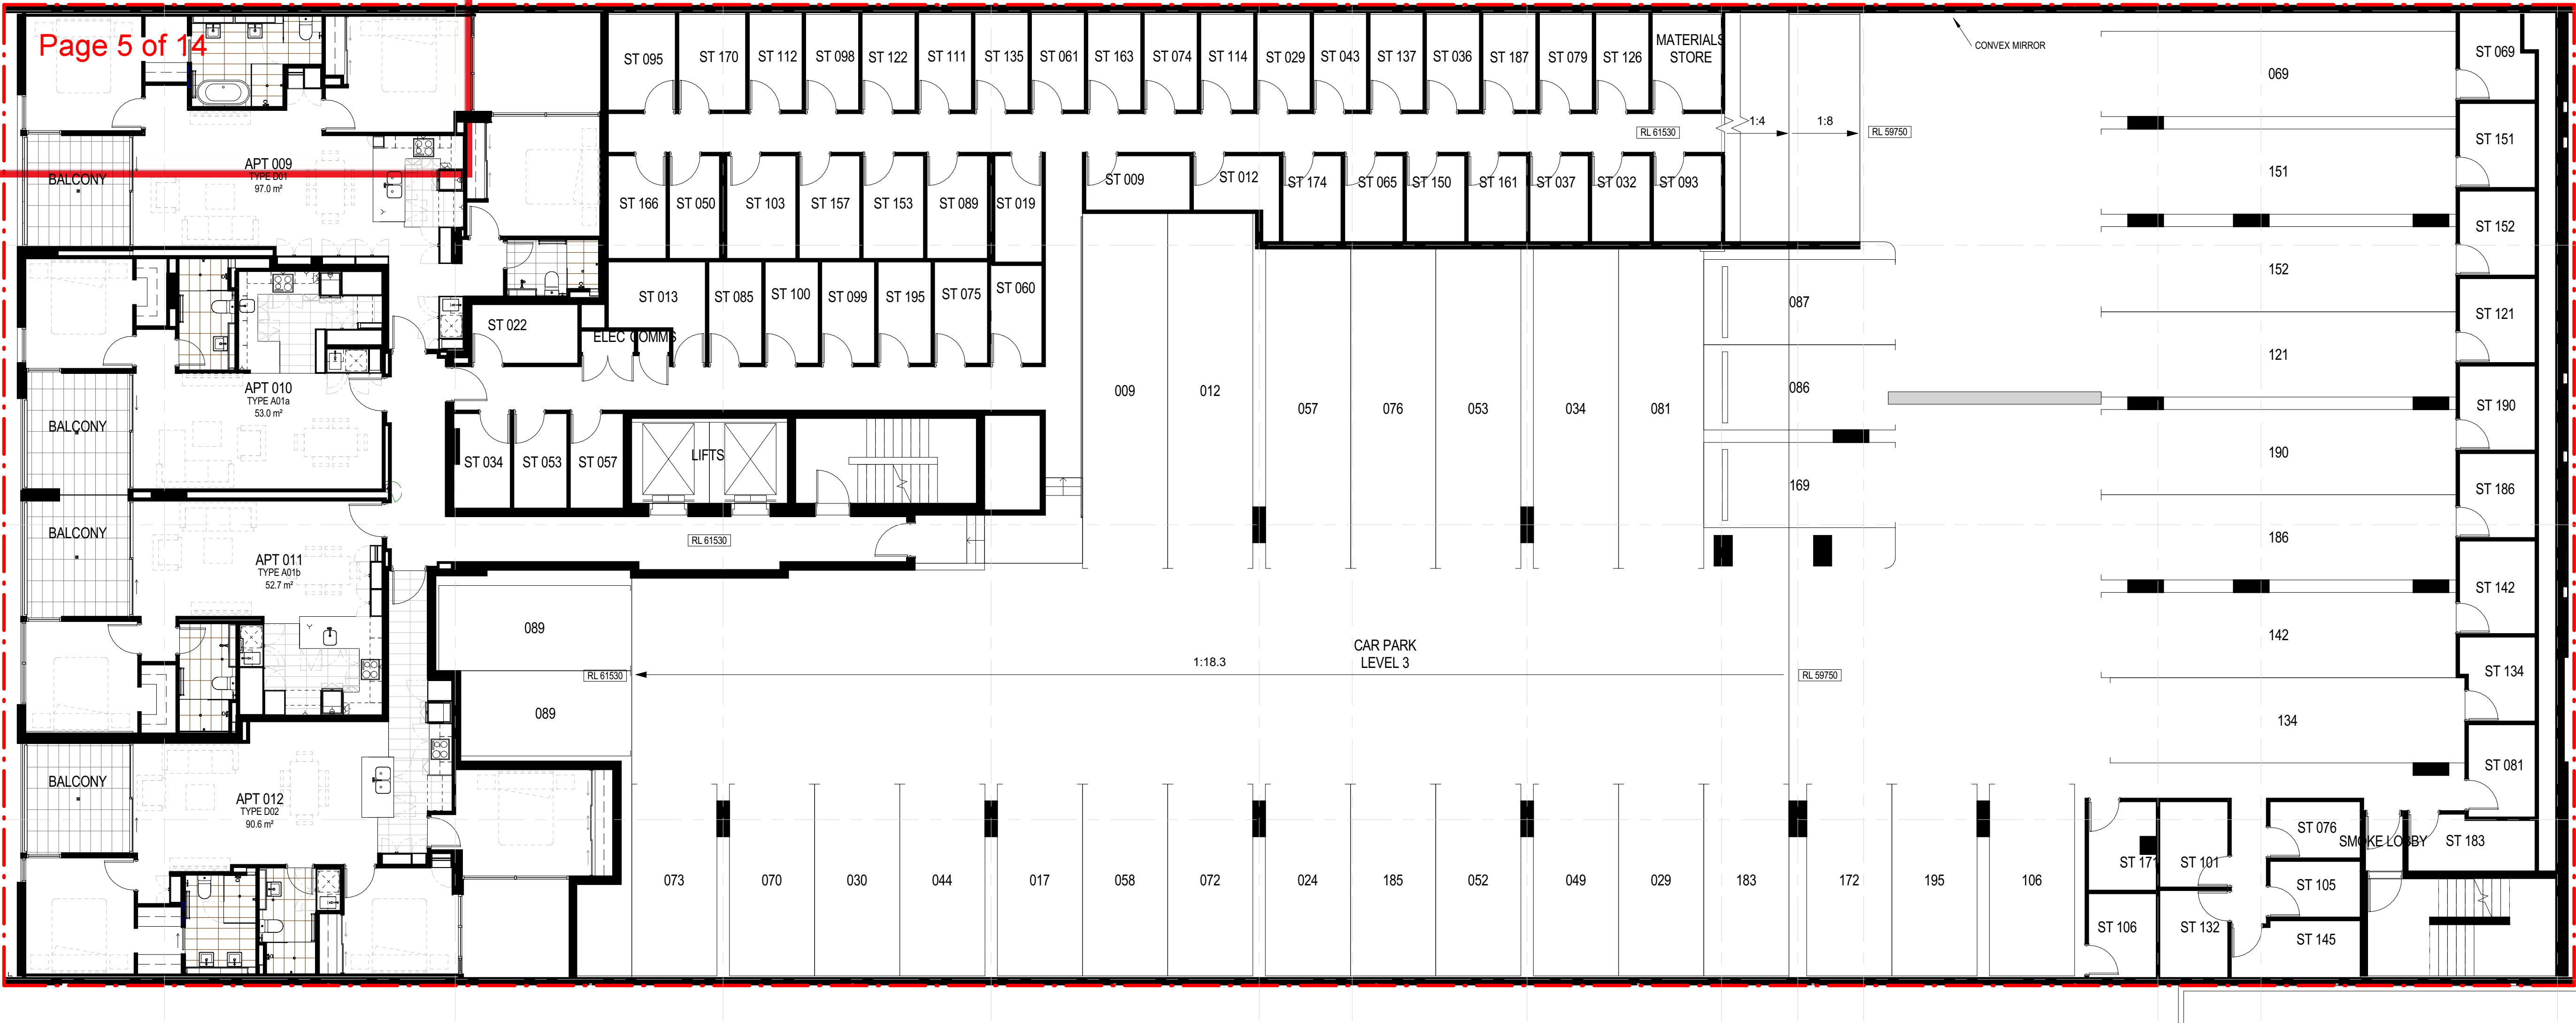 Page 5 of 14
ST 095
ST 170
ST 112
ST 098
ST 122
ST 111
ST 135
ST 061
ST 163
ST 074
ST 114
ST 029
ST 043
ST 137
ST 036
ST 187
ST 079
ST 126
MATERIALS
STORE
CONVEX MIRROR
069
ST 069
RL 61530
1:4
1:8
RL 59750
151
ST 151
APT 009
TYPE D01
97.0 m²
BALCONY
ST 166
ST 050
ST 103
ST 157
ST 153
ST 089
ST 019
ST 009
ST 012
ST 174
ST 065
ST 150
ST 161
ST 037
ST 032
ST 093
152
ST 152
ST 013
ST 085
ST 100
ST 099
ST 195
ST 075
ST 060
ST 022
ELEC COMMS
087
121
ST 121
APT 010
TYPE A01a
53.0 m²
BALCONY
009
012
057
076
053
034
081
086
ST 190
190
ST 034
ST 053
ST 057
LIFTS
169
ST 186
186
BALCONY
APT 011
TYPE A01b
52.7 m²
RL 61530
ST 142
142
089
CAR PARK
LEVEL 3
1:18.3
RL 61530
RL 59750
ST 134
134
089
BALCONY
APT 012
TYPE D02
90.6 m²
ST 081
ST 076
SMOKE LOBBY
ST 183
ST 171
ST 101
ST 105
073
070
030
044
017
058
072
024
185
052
049
029
183
172
195
106
ST 106
ST 132
ST 145